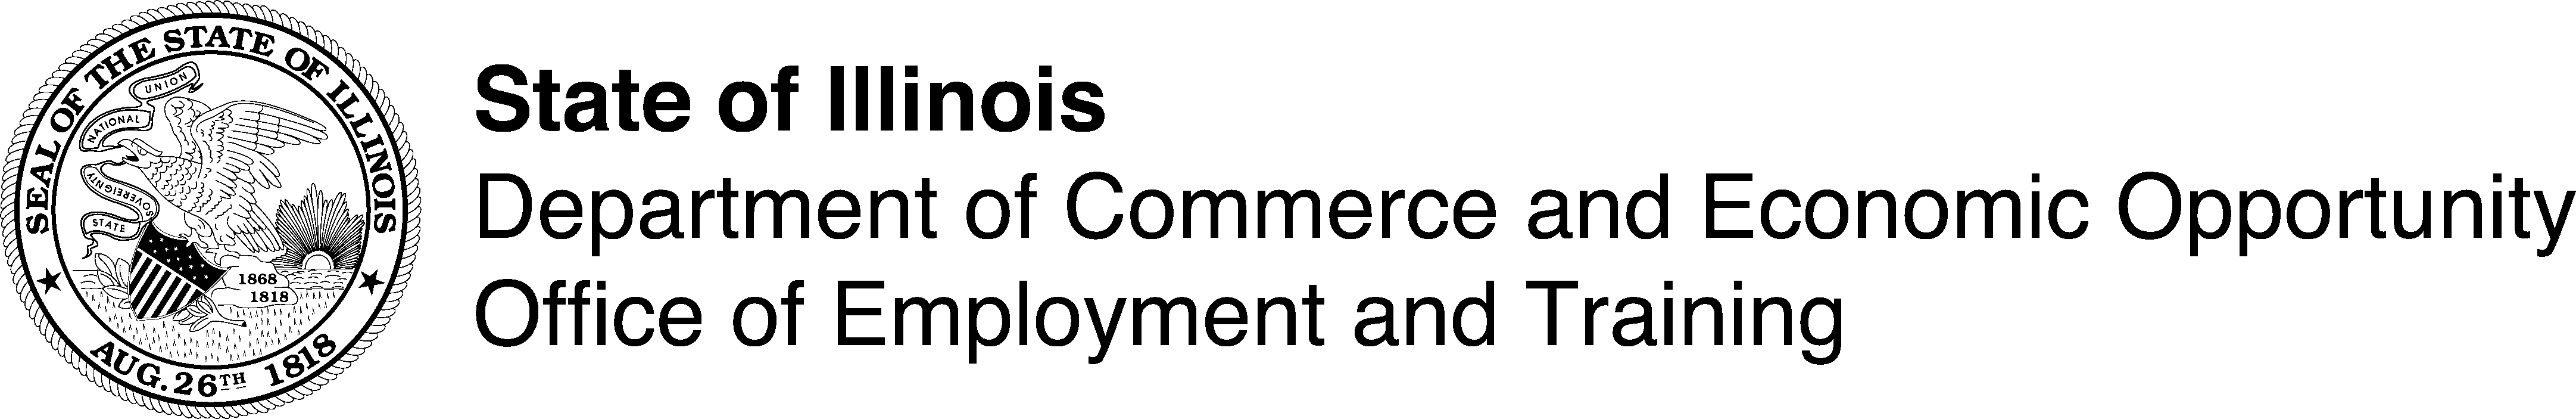 SEAL OF THE STATE OF ILLINOIS
UNION
NATIONAL
SOVEREIGNTY
STATE
1868
1818
AUG. 26TH 1818
State of Illinois
Department of Commerce and Economic Opportunity
Office of Employment and Training